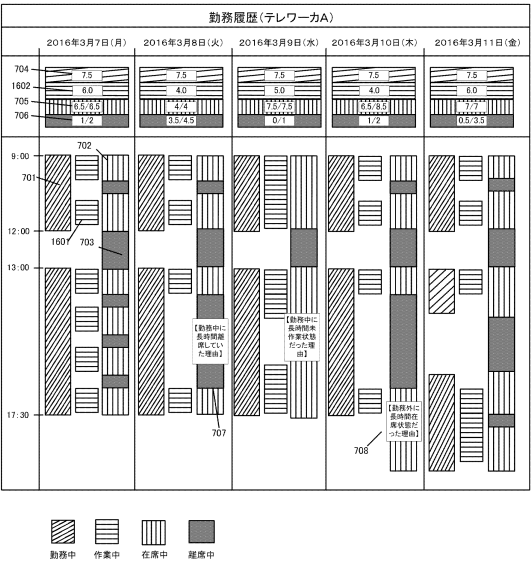 勤務履歴(テレワーカA)
2016年3月7日(月) 2016年3月8日(火) 2016年3月9日(水) 2016年3月10日(木) 2016年3月11日(金)
704 7.5 7.5 7.5 7.5 7.5
1602 6.0 4.0 5.0 4.0 6.0
705 6.5/6.5 4/4 7.5/7.5 6.5/8.5 7/7
706 1/2 3.5/4.5 0/1 1/2 0.5/3.5
702
9:00
701
12:00
1601 703
13:00
【勤務中に
長時間離
席してい
た理由】
【勤務中に
長時間未
作業状態
だった理
由】
【勤務外に
長時間在
席状態だ
った理由】
17:30
707
708
勤務中 作業中 在席中 離席中